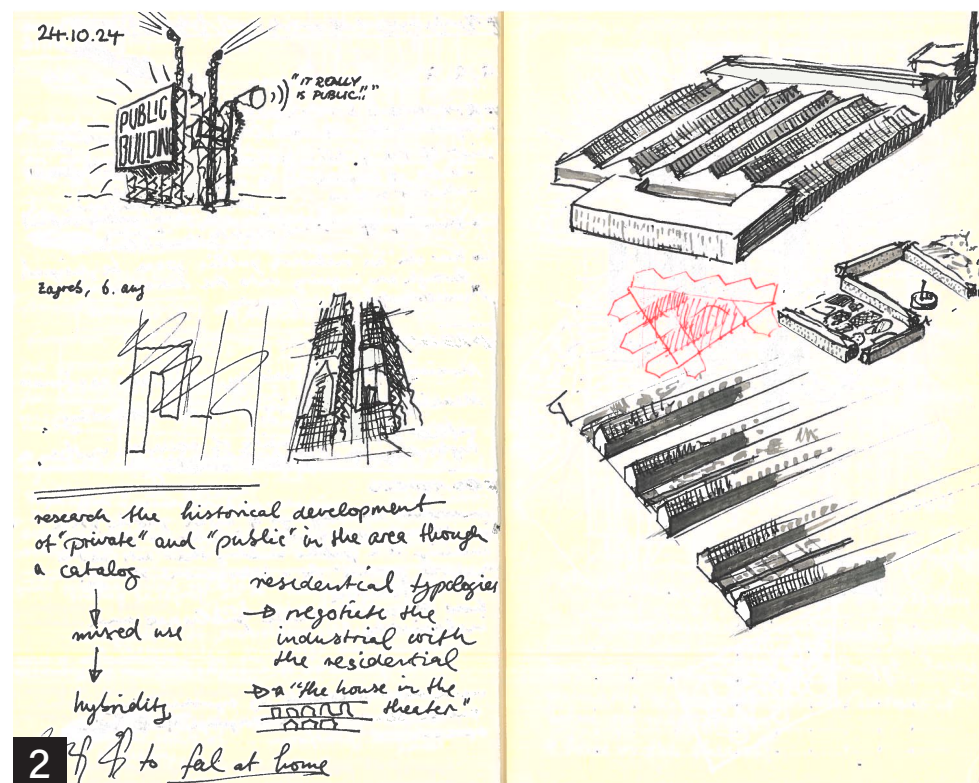 24.10.24
PUBLIC
BUILDING
"IT REALLY
IS PUBLIC!!"
Zagreb, 6. aug
research the historical development
of "private" and "public" in the area though
a catalog
mixed use
hybridity
residential typologies
→ negotiate the
industrial with
the residential
→ a "the house in the
theater"
to feel at home
2